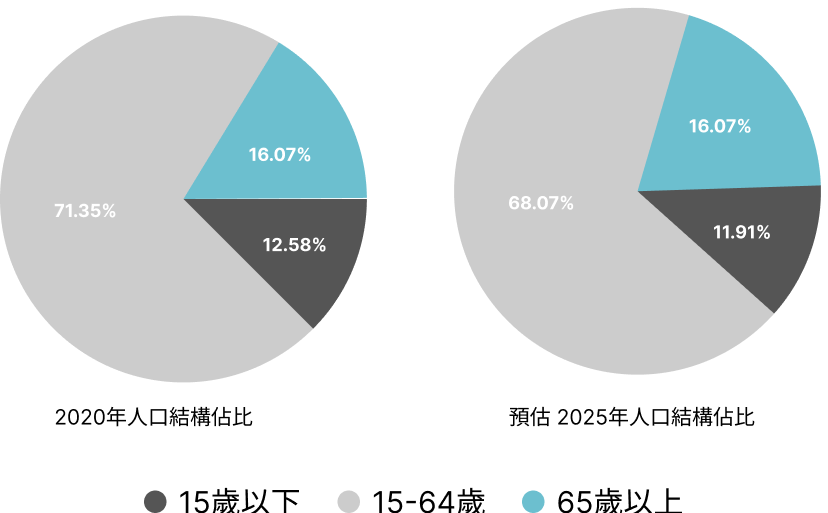 16.07%
71.35%
12.58%
16.07%
68.07%
11.91%
2020年人口結構佔比
預估 2025年人口結構佔比
15歲以下
15-64歲
65歲以上